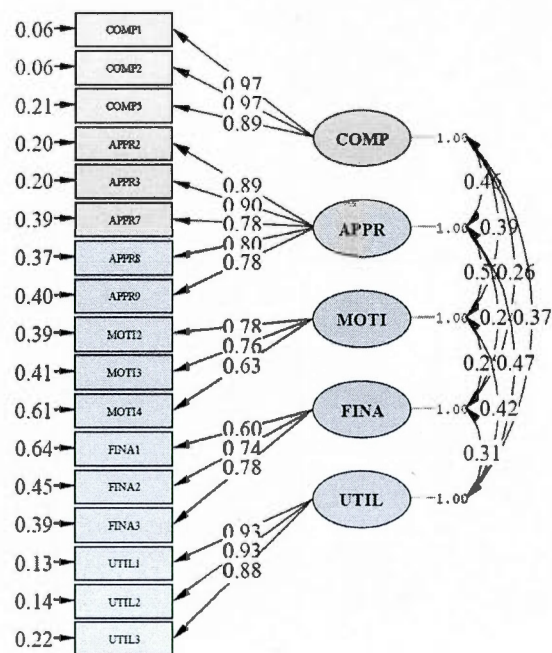 0.06 COMP1
0.06 COMP2
0.97
0.21 COMP3
0.97
0.89
COMP
1.00
0.20 APPR2
0.20 APPR3
0.89
0.90
0.39 APPR7
0.78
APPR
1.00
0.39
0.37 APPR8
0.80
0.78
0.40 APPR9
0.26
0.39 MOTI2
0.78
MOTI
1.00
0.37
0.41 MOTI3
0.76
0.63
0.47
0.61 MOTI4
FINA
1.00
0.42
0.64 FINA1
0.60
0.74
0.45 FINA2
0.78
0.31
0.39 FINA3
UTIL
1.00
0.13 UTIL1
0.93
0.93
0.14 UTIL2
0.88
0.22 UTIL3